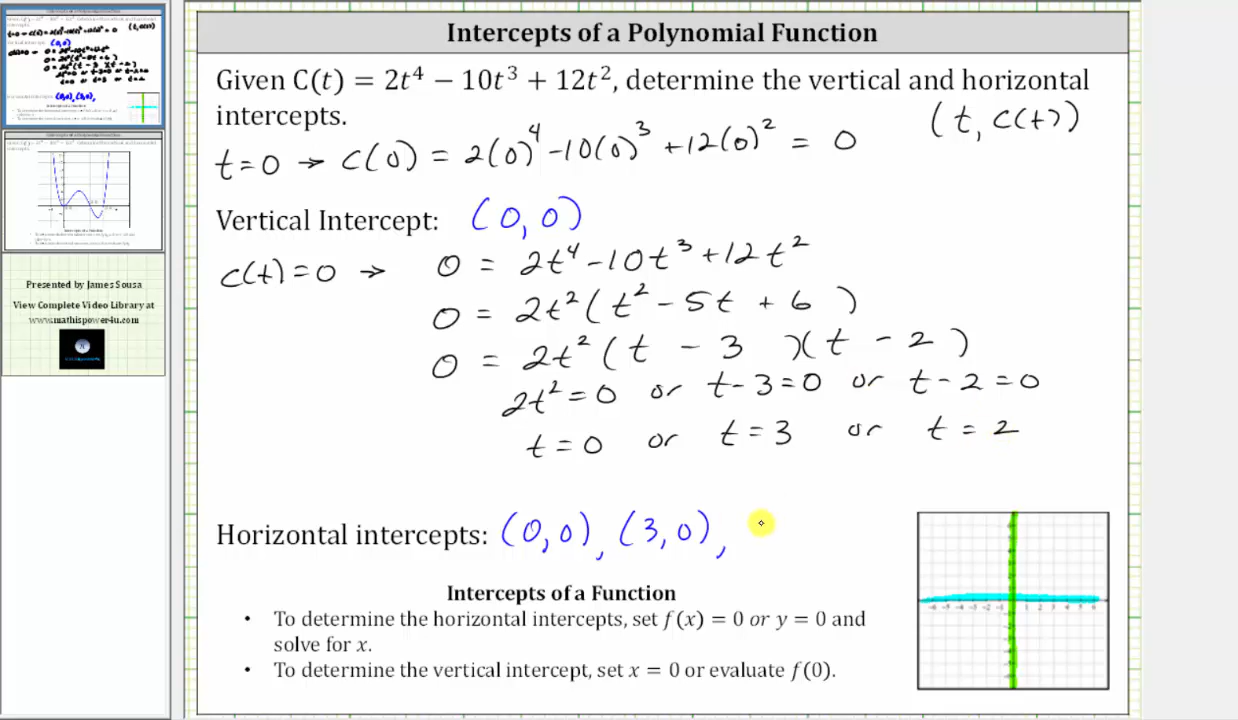 Intercepts of a Polynomial Function
Given C(t) = 2t⁴ − 10t³ + 12t², determine the vertical and horizontal
intercepts.
(t, C(t))
t=0 → C(0) = 2(0)⁴ −10(0)³ +12(0)² = 0
Vertical Intercept: (0,0)
C(t)=0 → 0 = 2t⁴ −10t³ +12t²
0 = 2t² (t² − 5t + 6 )
0 = 2t² (t − 3 )(t − 2 )
2t² = 0 or t−3=0 or t−2=0
t=0 or t=3 or t=2
Horizontal intercepts: (0,0), (3,0),
Intercepts of a Function
• To determine the horizontal intercepts, set f(x) = 0 or y = 0 and
solve for x.
• To determine the vertical intercept, set x = 0 or evaluate f(0).
Presented by James Sousa
View Complete Video Library at
www.mathispower4u.com